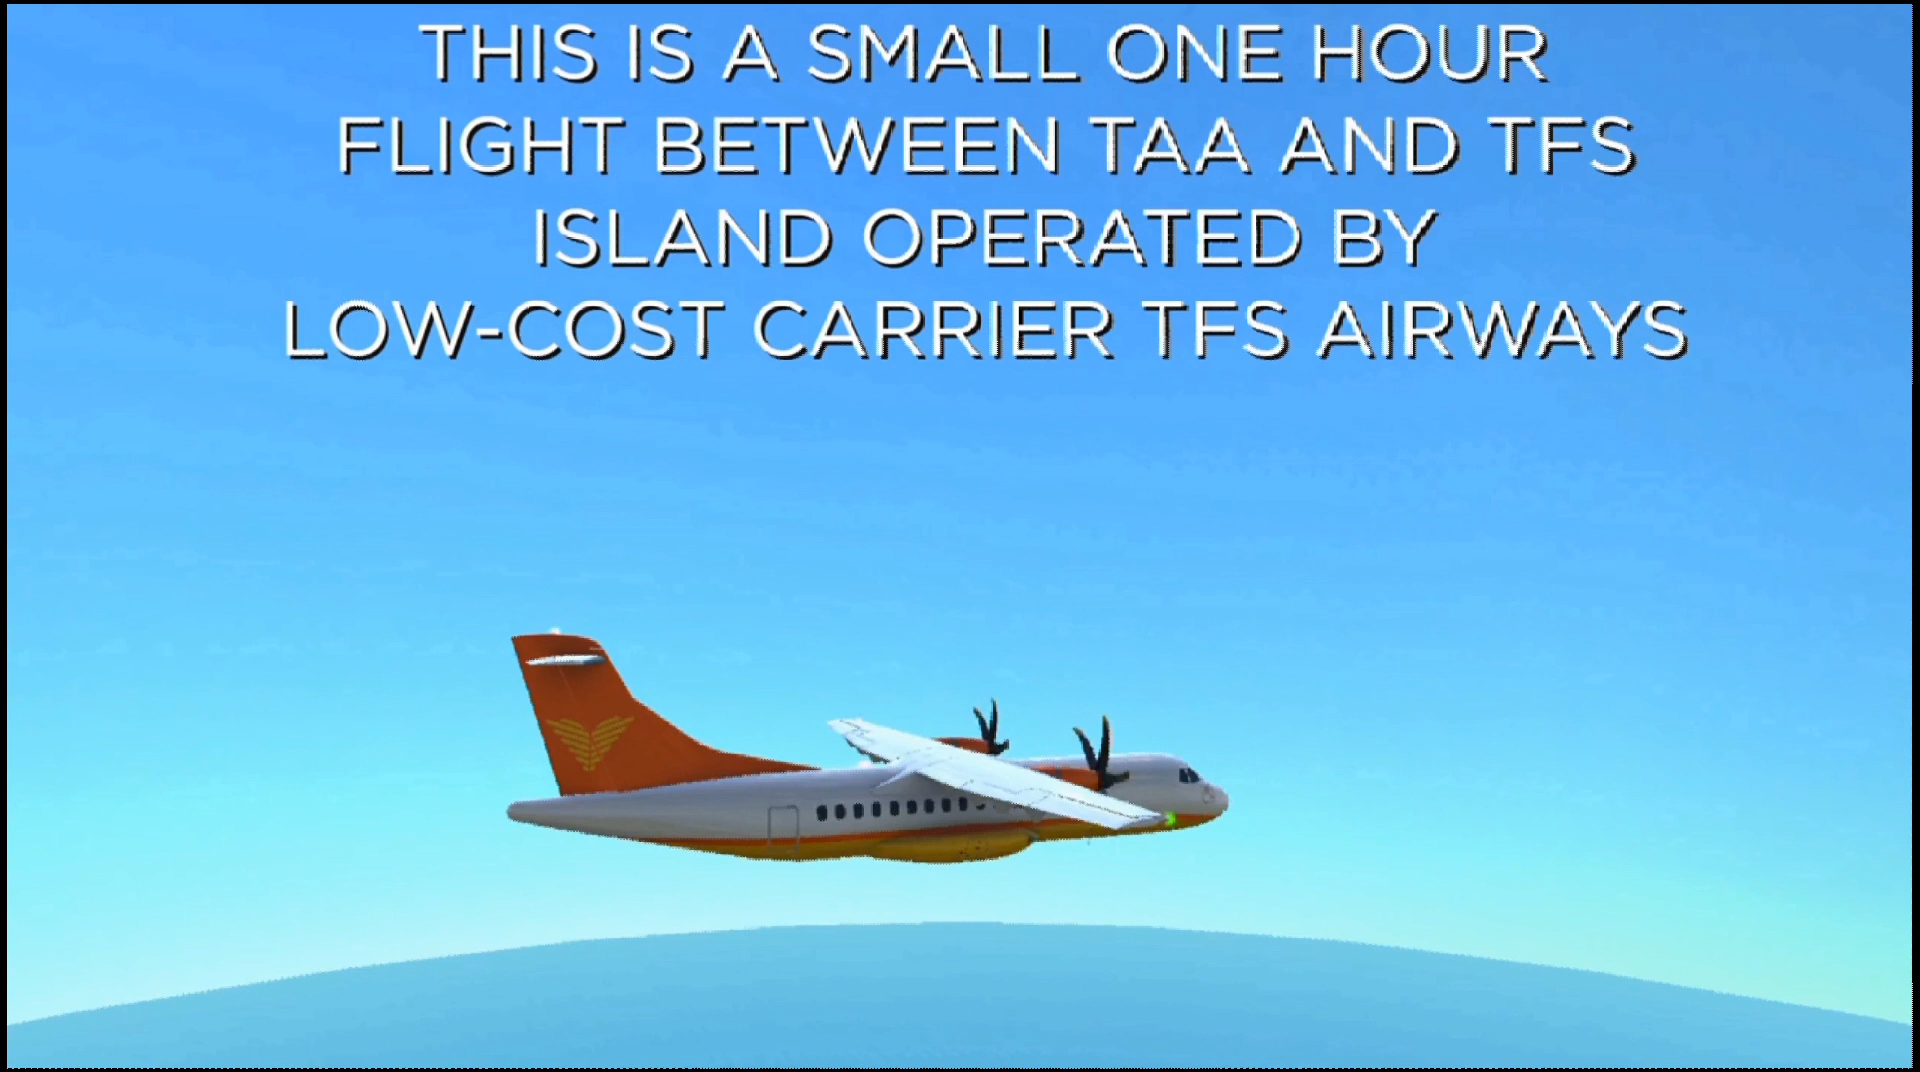 THIS IS A SMALL ONE HOUR
FLIGHT BETWEEN TAA AND TFS
ISLAND OPERATED BY
LOW-COST CARRIER TFS AIRWAYS